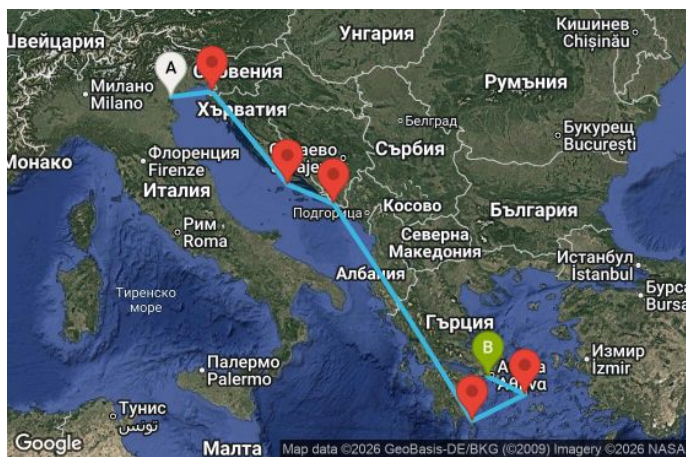 Швейцария
Унгария
Кишинев
Chișinău
A
Словения
Милано
Milano
Хърватия
Румъния
Белград
Букурещ
București
Монако
Флоренция
Firenze
Сърбия
Италия
Подгорица
Косово
България
Рим
Roma
Северна
Македония
Истанбул
İstanbul
Албания
Тиренско
море
Бурса
Гърция
B
Палермо
Palermo
Измир
İzmir
Тунис
تونس
Google
Малта
Map data ©2026 GeoBasis-DE/BKG (©2009) Imagery ©2026 NASA